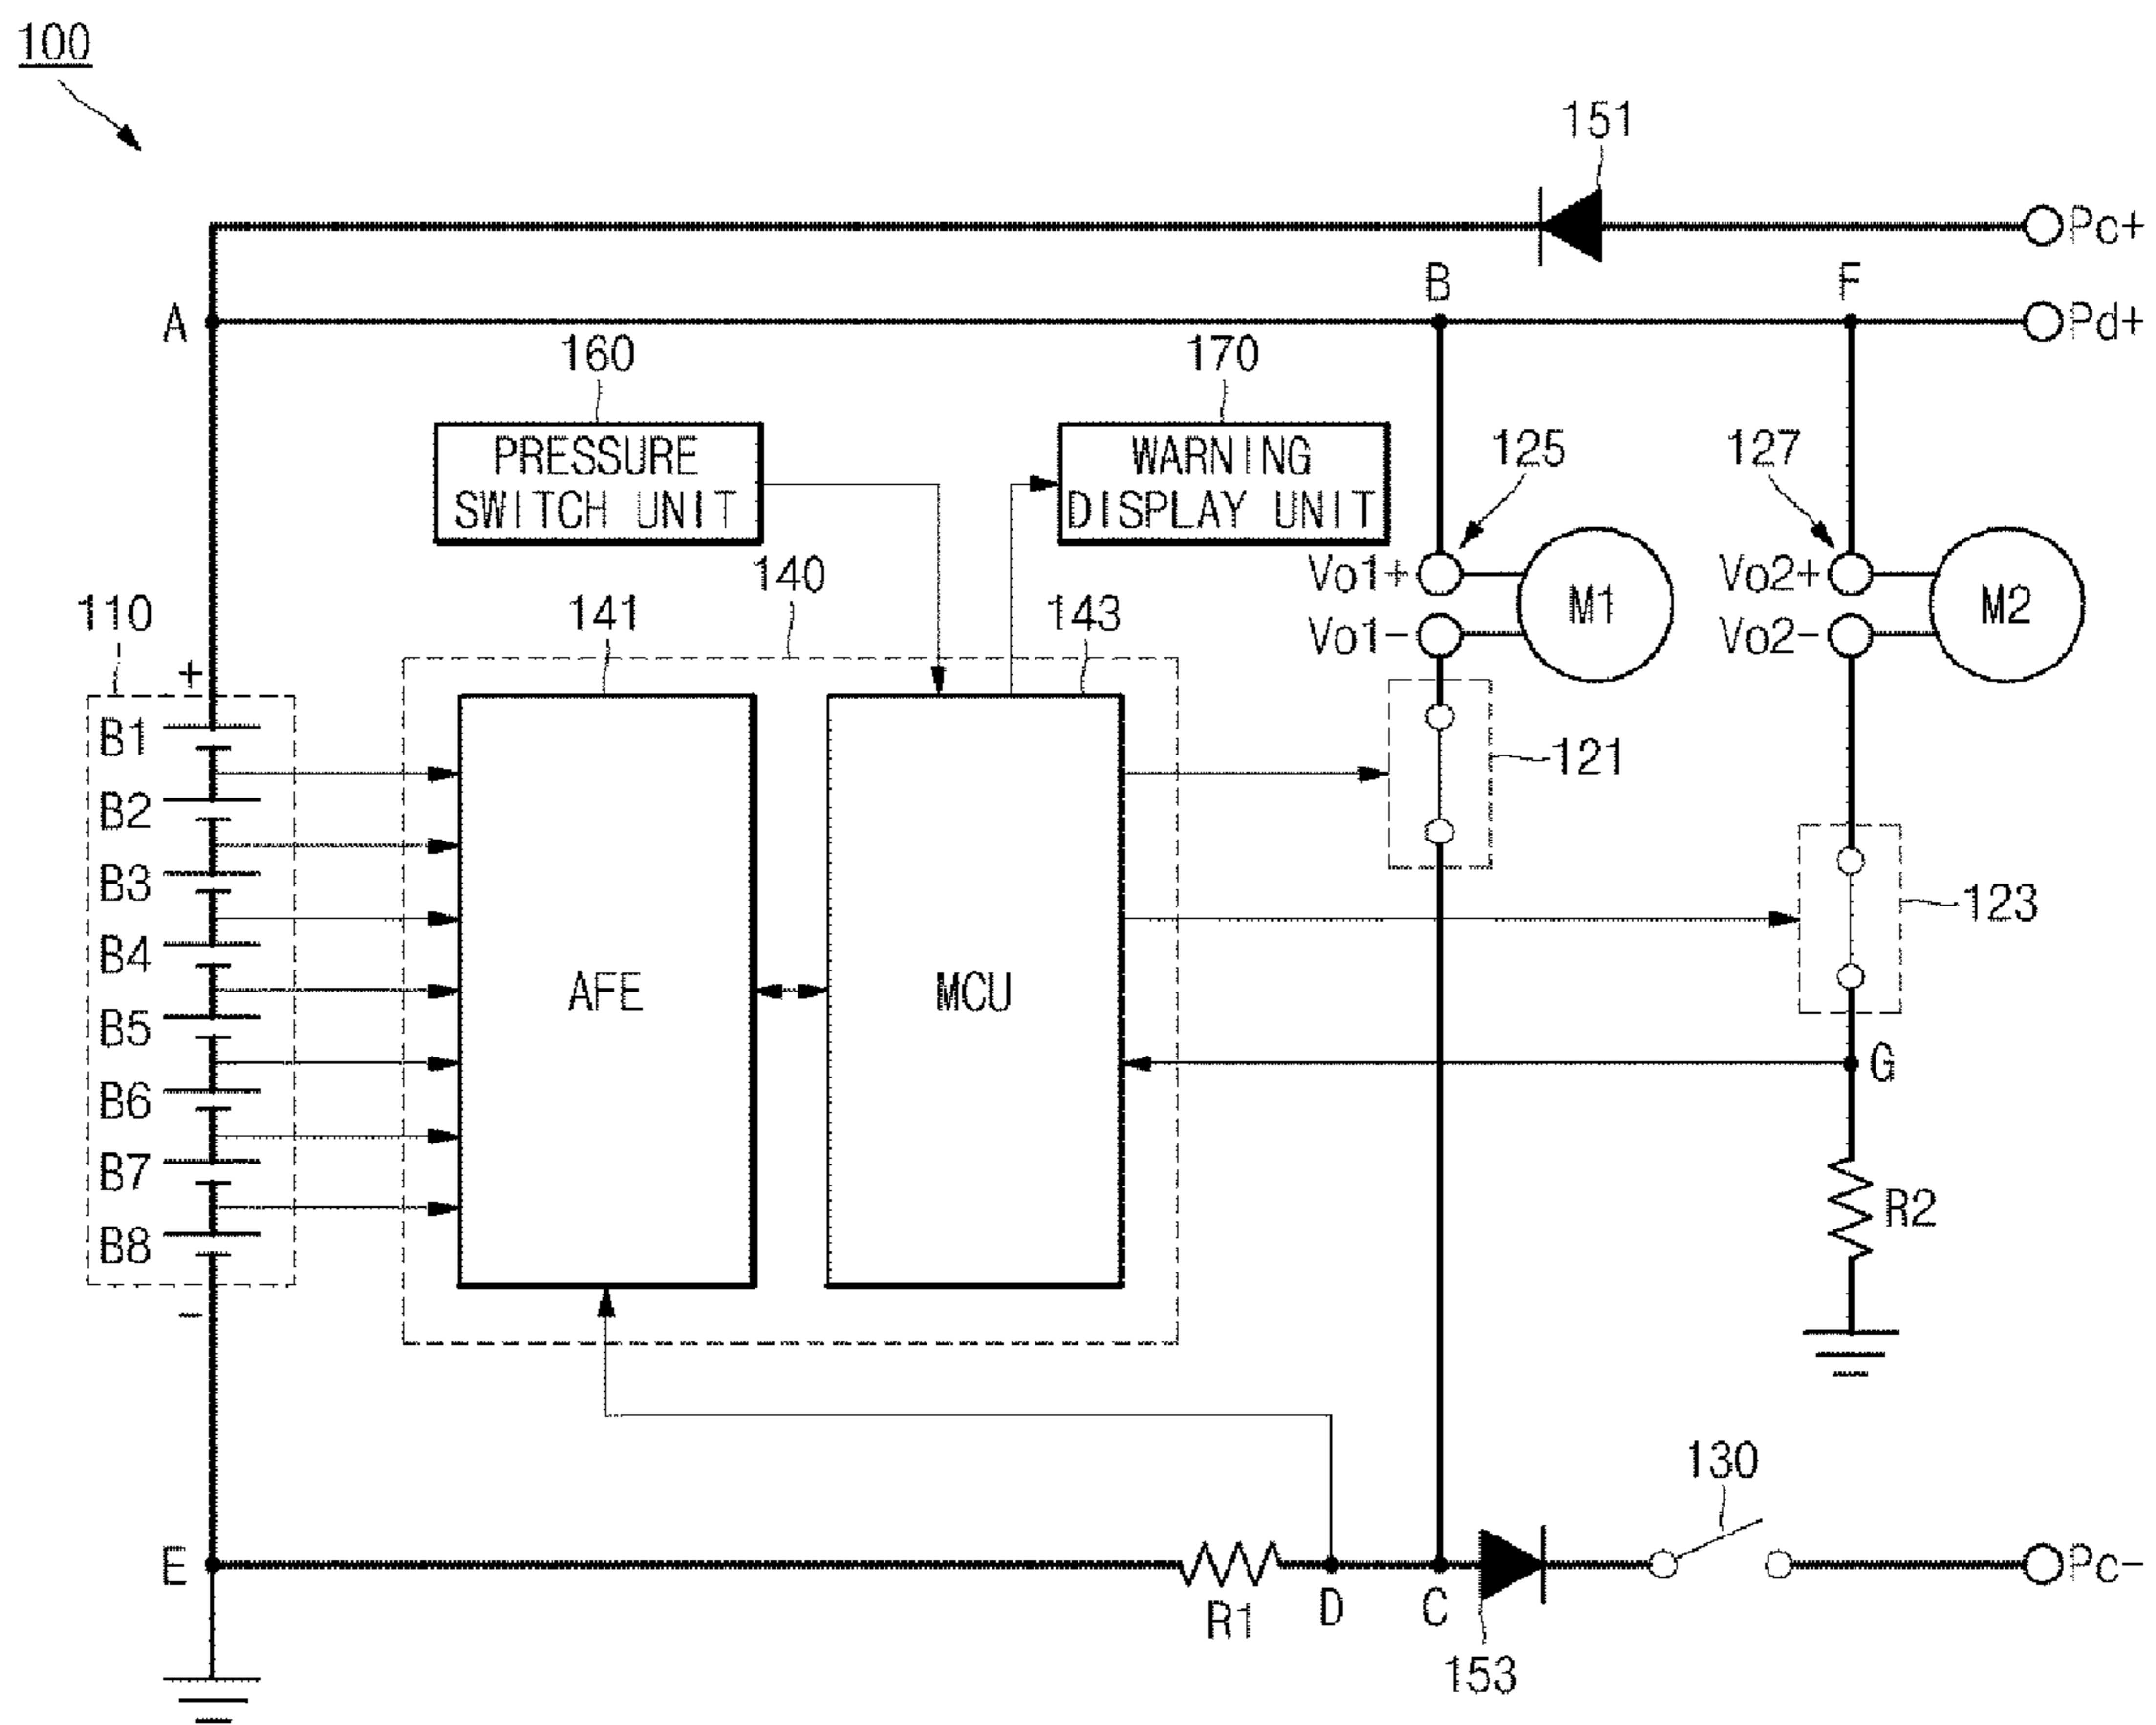 100
151
Pc+
B
F
A
Pd+
160
170
PRESSURE
SWITCH UNIT
WARNING
DISPLAY UNIT
125
127
Vo1+
M1
Vo2+
M2
Vo1-
Vo2-
110
141
140
143
+
B1
121
B2
B3
123
B4
AFE
MCU
B5
G
B6
B7
R2
B8
-
130
E
Pc-
R1
D
C
153